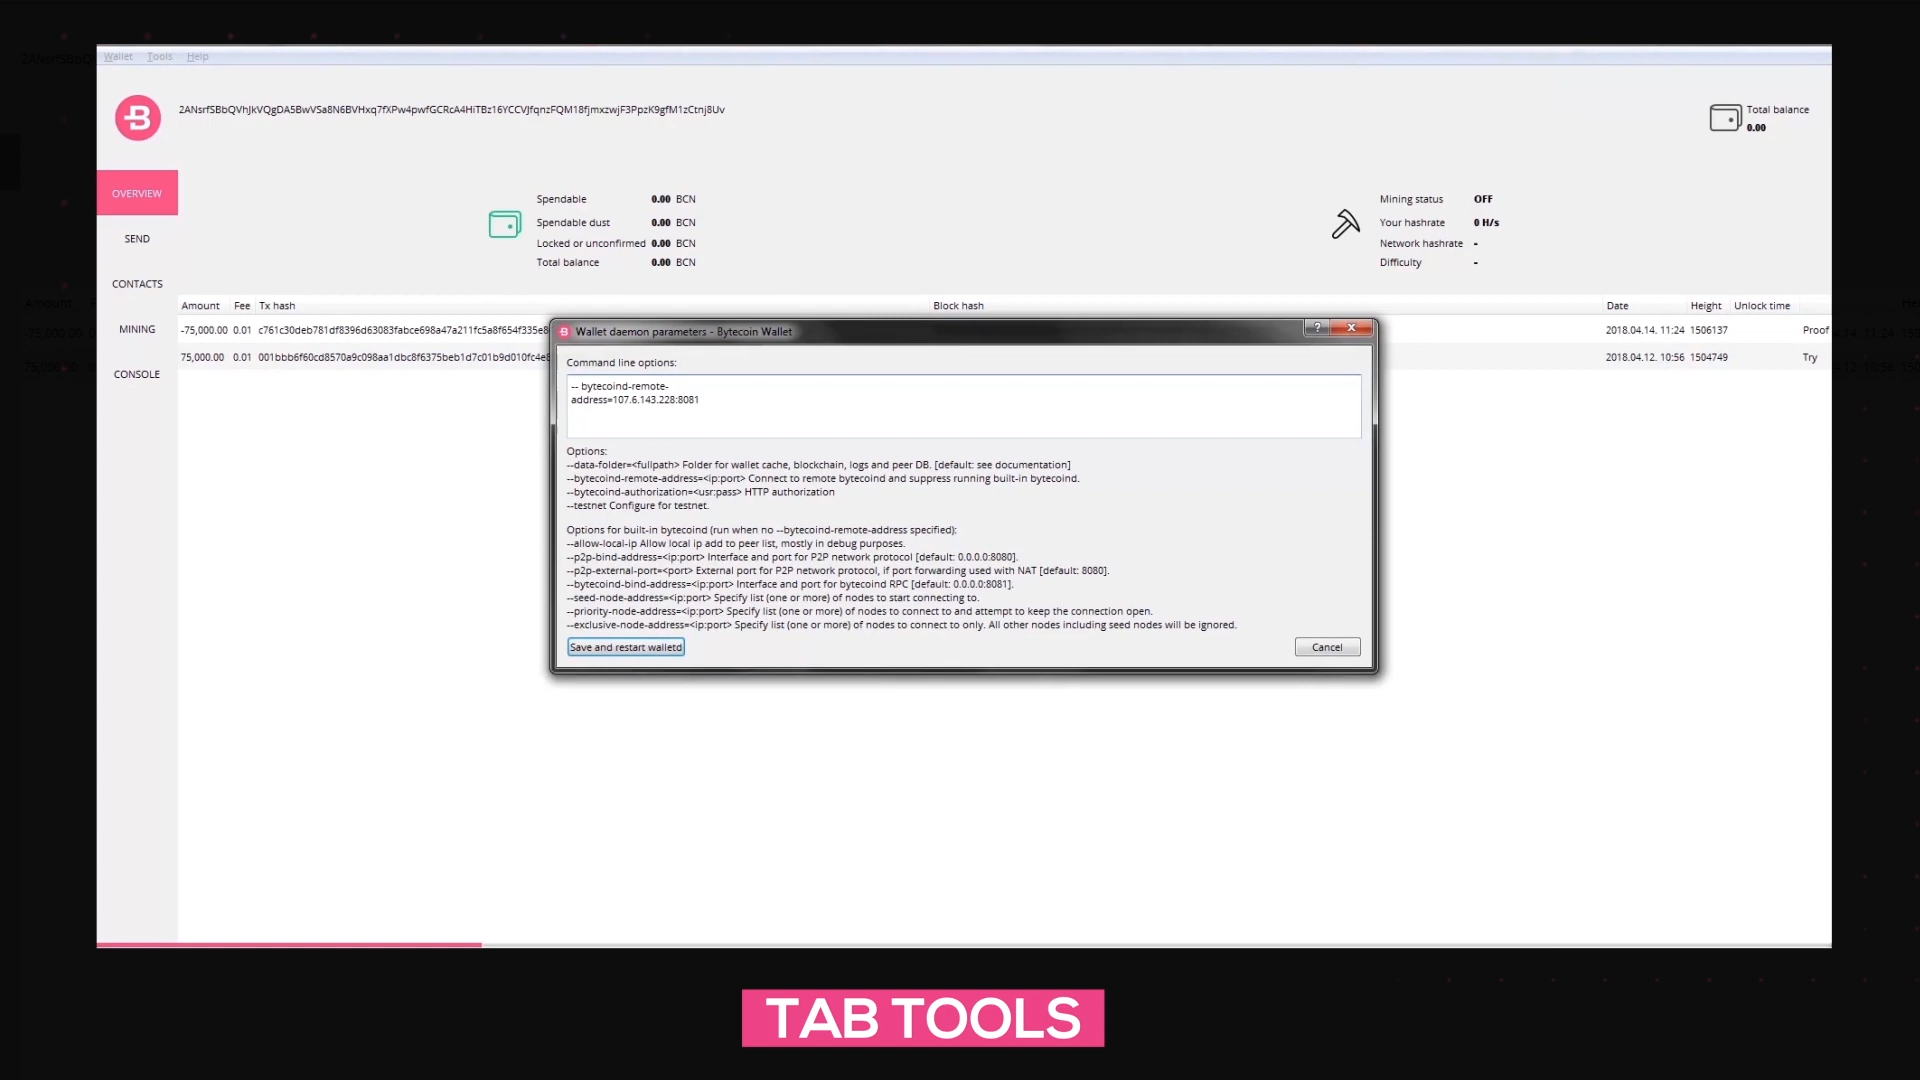 Wallet Tools Help
2ANsrfSBbQVhJkVQgDA5BwVSa8N6BVHxq7fXPw4pwfGCRcA4HiTBz16YCCVJfqnzFQM18fjmxzwjF3PpzK9gfM1zCtnj8Uv
Total balance
0.00
OVERVIEW
SEND
CONTACTS
MINING
CONSOLE
Spendable 0.00 BCN
Spendable dust 0.00 BCN
Locked or unconfirmed 0.00 BCN
Total balance 0.00 BCN
Mining status OFF
Your hashrate 0 H/s
Network hashrate -
Difficulty -
Amount Fee Tx hash Block hash Date Height Unlock time
-75,000.00 0.01 c761c30deb781df8396d63083fabce698a47a211fc5a8f654f335e8 2018.04.14. 11:24 1506137 Proof
75,000.00 0.01 001bbb6f60cd8570a9c098aa1dbc8f6375beb1d7c01b9d010fc4e8 2018.04.12. 10:56 1504749 Try
Wallet daemon parameters - Bytecoin Wallet
Command line options:
-- bytecoind-remote-
address=107.6.143.228:8081
Options:
--data-folder=<fullpath> Folder for wallet cache, blockchain, logs and peer DB. [default: see documentation]
--bytecoind-remote-address=<ip:port> Connect to remote bytecoind and suppress running built-in bytecoind.
--bytecoind-authorization=<usr:pass> HTTP authorization
--testnet Configure for testnet.
Options for built-in bytecoind (run when no --bytecoind-remote-address specified):
--allow-local-ip Allow local ip add to peer list, mostly in debug purposes.
--p2p-bind-address=<ip:port> Interface and port for P2P network protocol [default: 0.0.0.0:8080].
--p2p-external-port=<port> External port for P2P network protocol, if port forwarding used with NAT [default: 8080].
--bytecoind-bind-address=<ip:port> Interface and port for bytecoind RPC [default: 0.0.0.0:8081].
--seed-node-address=<ip:port> Specify list (one or more) of nodes to start connecting to.
--priority-node-address=<ip:port> Specify list (one or more) of nodes to connect to and attempt to keep the connection open.
--exclusive-node-address=<ip:port> Specify list (one or more) of nodes to connect to only. All other nodes including seed nodes will be ignored.
Save and restart walletd
Cancel
TAB TOOLS